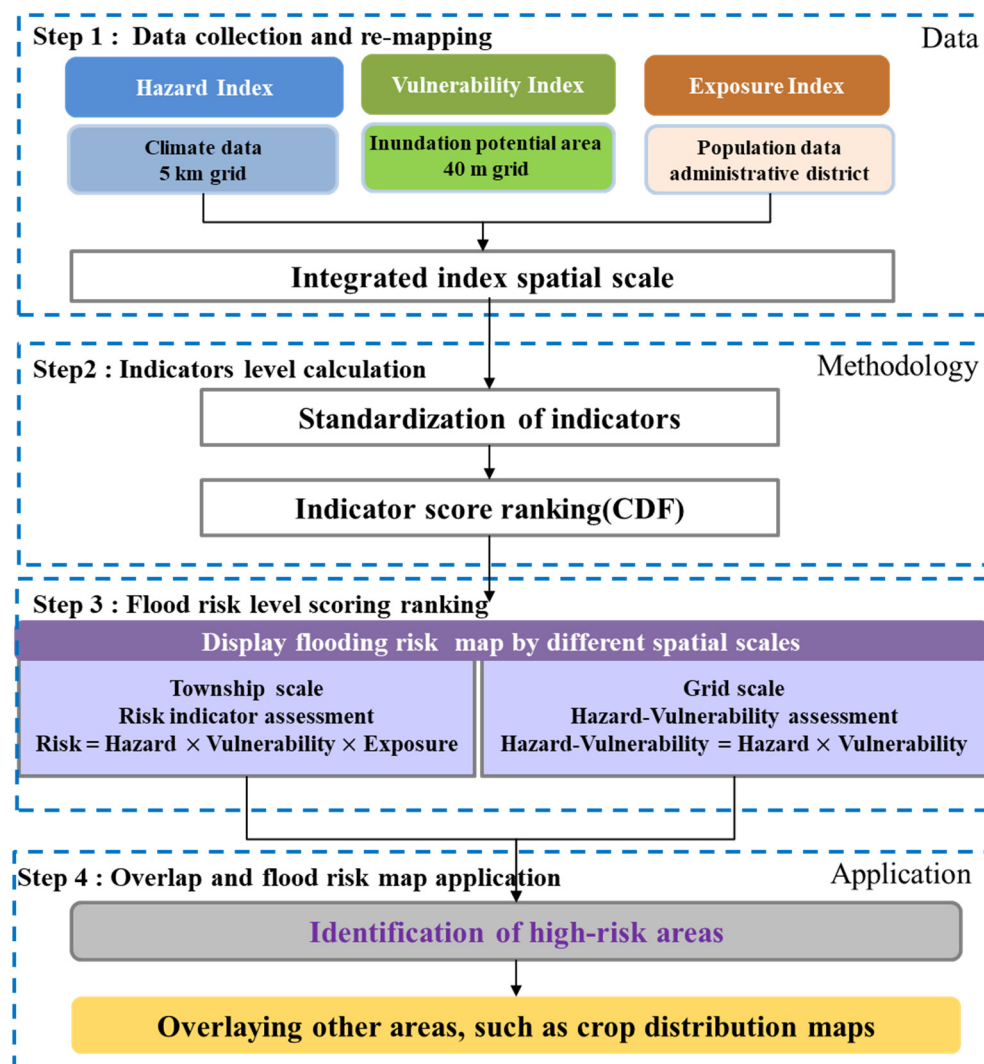 Step 1 : Data collection and re-mapping
Data
Hazard Index
Vulnerability Index
Exposure Index
Climate data
5 km grid
Inundation potential area
40 m grid
Population data
administrative district
Integrated index spatial scale
Step2 : Indicators level calculation
Methodology
Standardization of indicators
Indicator score ranking(CDF)
Step 3 : Flood risk level scoring ranking
Display flooding risk map by different spatial scales
Township scale
Risk indicator assessment
Risk = Hazard × Vulnerability × Exposure
Grid scale
Hazard-Vulnerability assessment
Hazard-Vulnerability = Hazard × Vulnerability
Step 4 : Overlap and flood risk map application
Application
Identification of high-risk areas
Overlaying other areas, such as crop distribution maps